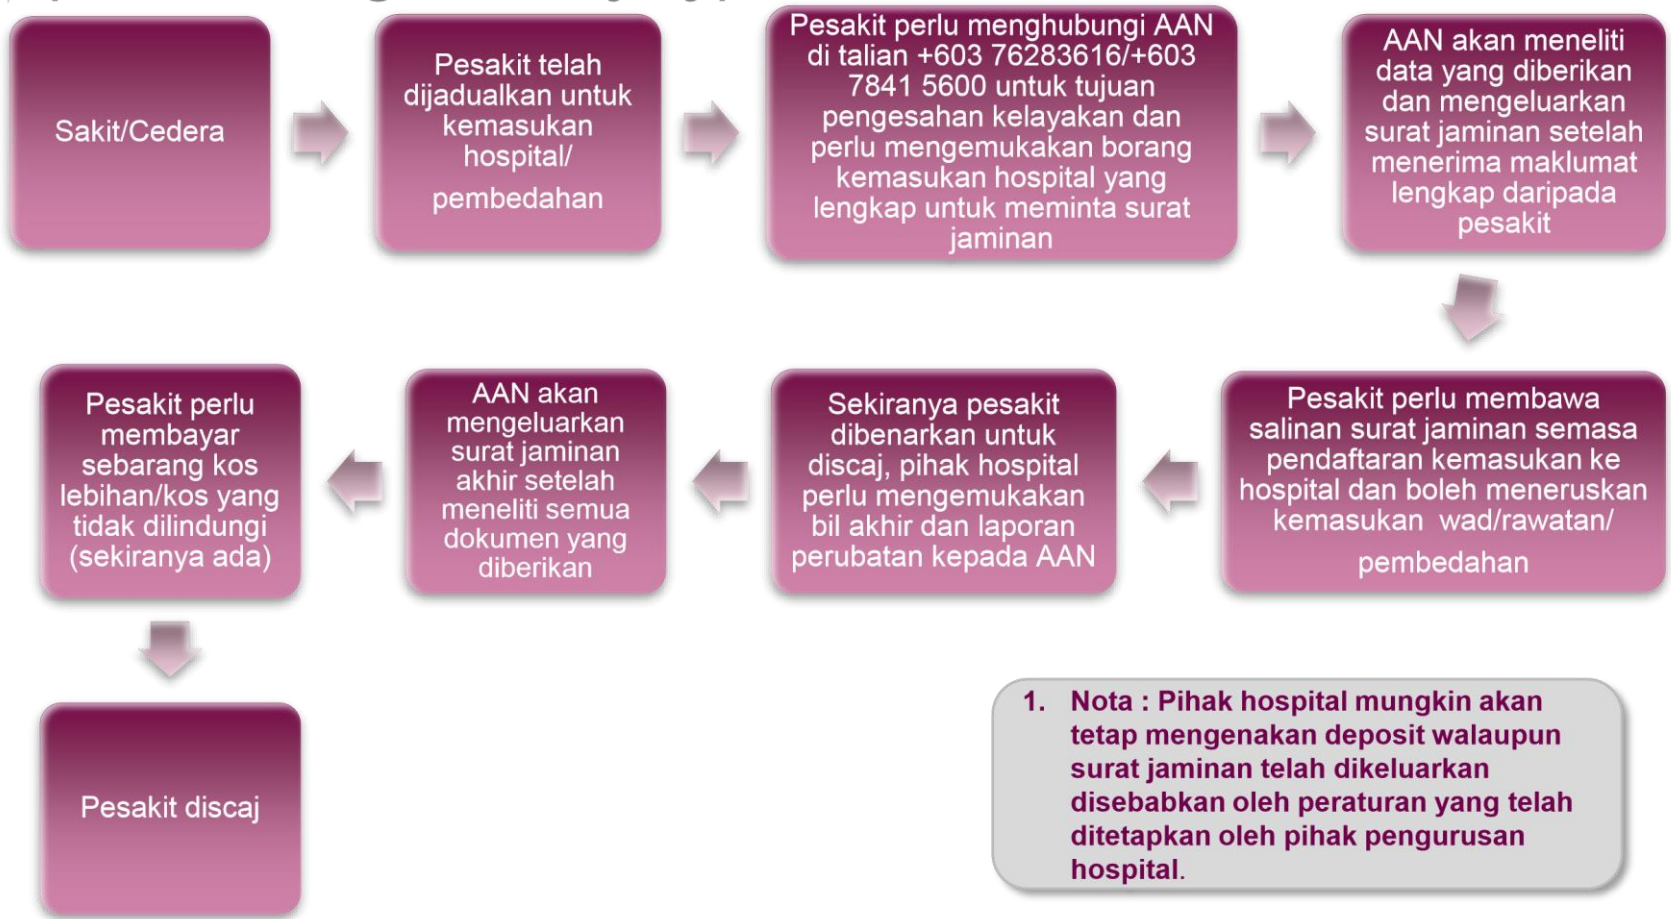 Sakit/Cedera
Pesakit telah
dijadualkan untuk
kemasukan
hospital/
pembedahan
Pesakit perlu menghubungi AAN
di talian +603 76283616/+603
7841 5600 untuk tujuan
pengesahan kelayakan dan
perlu mengemukakan borang
kemasukan hospital yang
lengkap untuk meminta surat
jaminan
AAN akan meneliti
data yang diberikan
dan mengeluarkan
surat jaminan setelah
menerima maklumat
lengkap daripada
pesakit
Pesakit perlu membawa
salinan surat jaminan semasa
pendaftaran kemasukan ke
hospital dan boleh meneruskan
kemasukan wad/rawatan/
pembedahan
Sekiranya pesakit
dibenarkan untuk
discaj, pihak hospital
perlu mengemukakan
bil akhir dan laporan
perubatan kepada AAN
AAN akan
mengeluarkan
surat jaminan
akhir setelah
meneliti semua
dokumen yang
diberikan
Pesakit perlu
membayar
sebarang kos
lebihan/kos yang
tidak dilindungi
(sekiranya ada)
Pesakit discaj
1. Nota : Pihak hospital mungkin akan
tetap mengenakan deposit walaupun
surat jaminan telah dikeluarkan
disebabkan oleh peraturan yang telah
ditetapkan oleh pihak pengurusan
hospital.